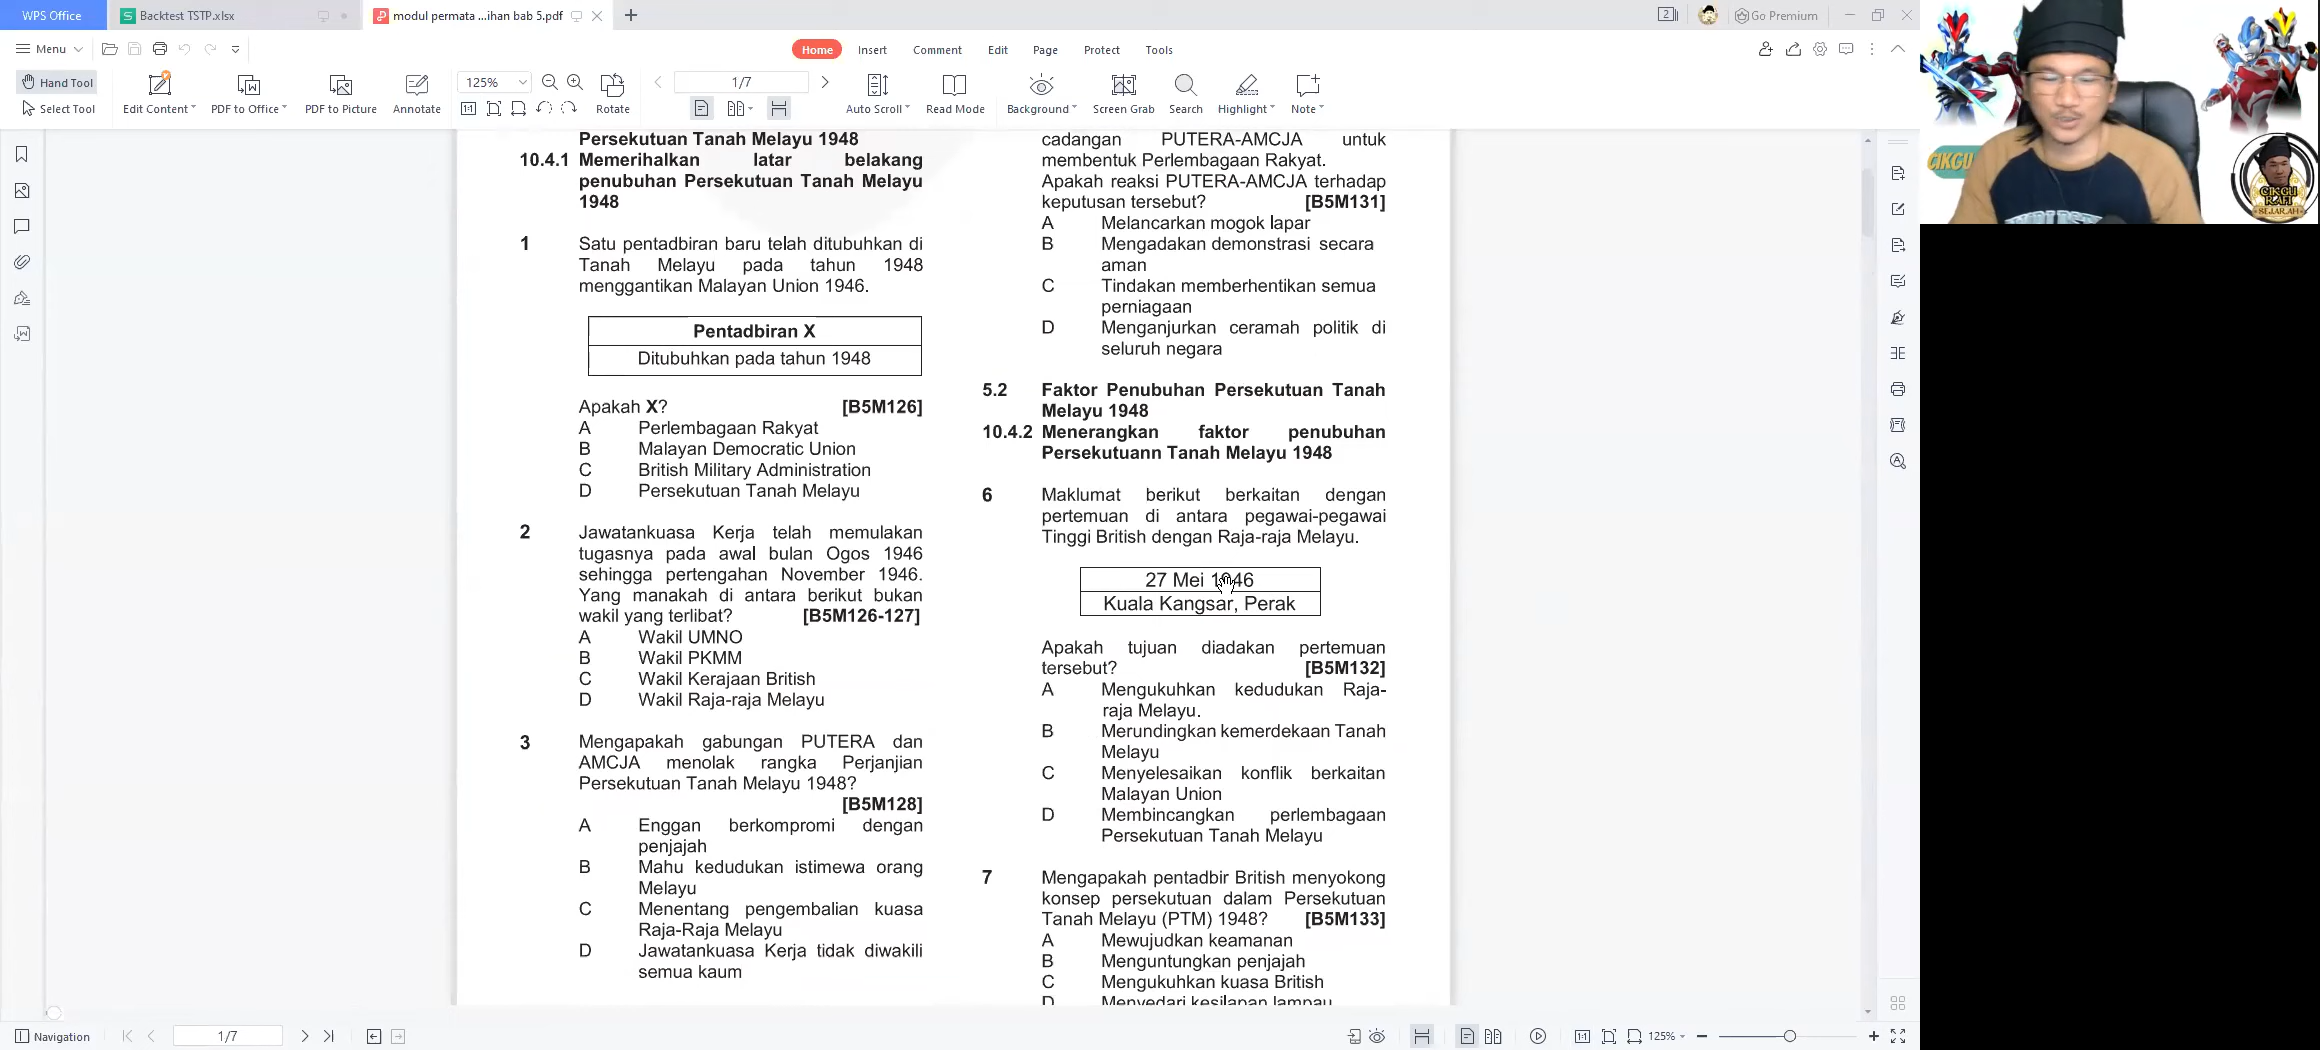 WPS Office
Backtest TSTP.xlsx
modul permata ...ihan bab 5.pdf
2
Go Premium
Menu
Home
Insert
Comment
Edit
Page
Protect
Tools
Hand Tool
Select Tool
Edit Content
PDF to Office
PDF to Picture
Annotate
125%
1:1
Rotate
1/7
Auto Scroll
Read Mode
Background
Screen Grab
Search
Highlight
Note
Persekutuan Tanah Melayu 1948
10.4.1 Memerihalkan latar belakang
penubuhan Persekutuan Tanah Melayu
1948
1 Satu pentadbiran baru telah ditubuhkan di
Tanah Melayu pada tahun 1948
menggantikan Malayan Union 1946.
Pentadbiran X
Ditubuhkan pada tahun 1948
Apakah X? [B5M126]
A Perlembagaan Rakyat
B Malayan Democratic Union
C British Military Administration
D Persekutuan Tanah Melayu
2 Jawatankuasa Kerja telah memulakan
tugasnya pada awal bulan Ogos 1946
sehingga pertengahan November 1946.
Yang manakah di antara berikut bukan
wakil yang terlibat? [B5M126-127]
A Wakil UMNO
B Wakil PKMM
C Wakil Kerajaan British
D Wakil Raja-raja Melayu
3 Mengapakah gabungan PUTERA dan
AMCJA menolak rangka Perjanjian
Persekutuan Tanah Melayu 1948?
[B5M128]
A Enggan berkompromi dengan
penjajah
B Mahu kedudukan istimewa orang
Melayu
C Menentang pengembalian kuasa
Raja-Raja Melayu
D Jawatankuasa Kerja tidak diwakili
semua kaum
cadangan PUTERA-AMCJA untuk
membentuk Perlembagaan Rakyat.
Apakah reaksi PUTERA-AMCJA terhadap
keputusan tersebut? [B5M131]
A Melancarkan mogok lapar
B Mengadakan demonstrasi secara
aman
C Tindakan memberhentikan semua
perniagaan
D Menganjurkan ceramah politik di
seluruh negara
5.2 Faktor Penubuhan Persekutuan Tanah
Melayu 1948
10.4.2 Menerangkan faktor penubuhan
Persekutuann Tanah Melayu 1948
6 Maklumat berikut berkaitan dengan
pertemuan di antara pegawai-pegawai
Tinggi British dengan Raja-raja Melayu.
27 Mei 1946
Kuala Kangsar, Perak
Apakah tujuan diadakan pertemuan
tersebut? [B5M132]
A Mengukuhkan kedudukan Raja-
raja Melayu.
B Merundingkan kemerdekaan Tanah
Melayu
C Menyelesaikan konflik berkaitan
Malayan Union
D Membincangkan perlembagaan
Persekutuan Tanah Melayu
7 Mengapakah pentadbir British menyokong
konsep persekutuan dalam Persekutuan
Tanah Melayu (PTM) 1948? [B5M133]
A Mewujudkan keamanan
B Menguntungkan penjajah
C Mengukuhkan kuasa British
D Menyedari kesilapan lampau
CIKGU
CIKGU
RAFI
SEJARAH
Navigation
1/7
1:1
125%